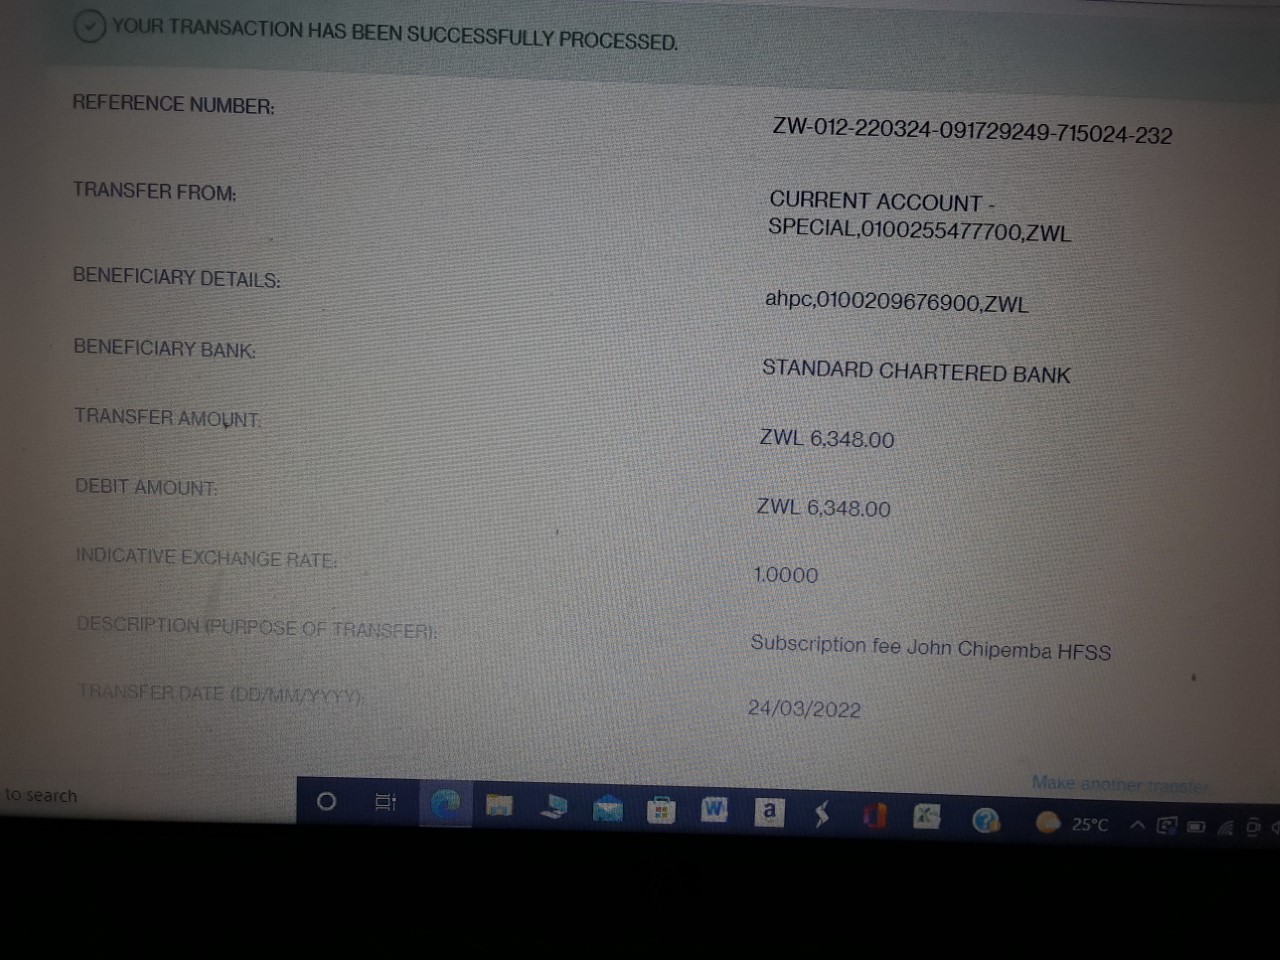 YOUR TRANSACTION HAS BEEN SUCCESSFULLY PROCESSED.
REFERENCE NUMBER:
ZW-012-220324-091729249-715024-232
TRANSFER FROM:
CURRENT ACCOUNT -
SPECIAL,0100255477700,ZWL
BENEFICIARY DETAILS:
ahpc,0100209676900,ZWL
BENEFICIARY BANK:
STANDARD CHARTERED BANK
TRANSFER AMOUNT:
ZWL 6,348.00
DEBIT AMOUNT:
ZWL 6,348.00
INDICATIVE EXCHANGE RATE:
1.0000
DESCRIPTION (PURPOSE OF TRANSFER):
Subscription fee John Chipemba HFSS
TRANSFER DATE (DD/MM/YYYY):
24/03/2022
Make another transfer
to search
W
a
25°C